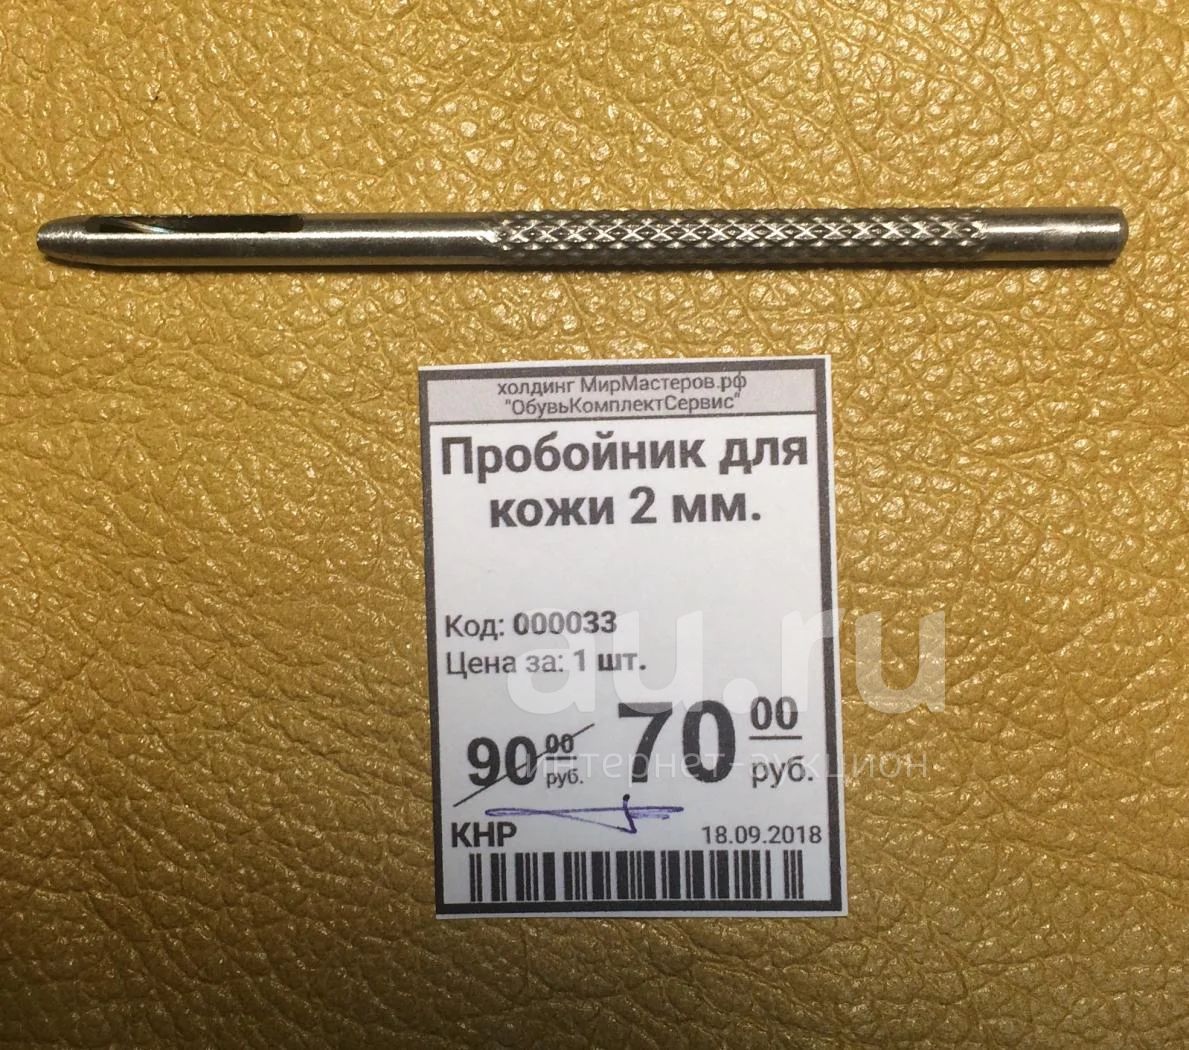 холдинг МирМастеров.рф
"ОбувьКомплектСервис"
Пробойник для
кожи 2 мм.
Код: 000033
Цена за: 1 шт.
90 00 руб.
70 00 руб.
КНР
18.09.2018
au.ru
интернет-аукцион